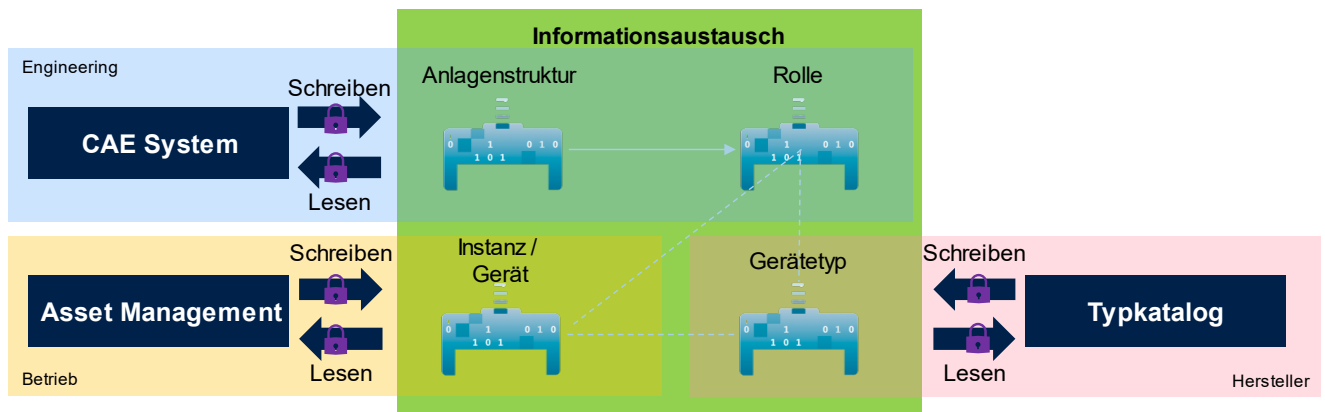 Informationsaustausch
Engineering
Schreiben
CAE System
Lesen
Anlagenstruktur
0 1 0 1 0
1 0 1
Rolle
0 1 0 1 0
1 0 1
Schreiben
Asset Management
Lesen
Betrieb
Instanz /
Gerät
0 1 0 1 0
1 0 1
Gerätetyp
0 1 0 1 0
1 0 1
Schreiben
Typkatalog
Lesen
Hersteller